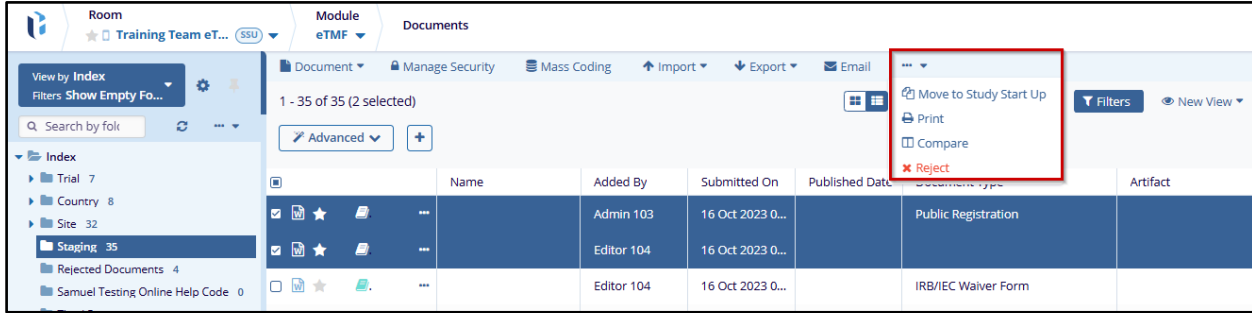 Room
Training Team eT... SSU
Module
eTMF
Documents
View by Index
Filters Show Empty Fo...
Search by fold
Index
Trial 7
Country 8
Site 32
Staging 35
Rejected Documents 4
Samuel Testing Online Help Code 0
Document
Manage Security
Mass Coding
Import
Export
Email
...
Move to Study Start Up
Print
Compare
Reject
1 - 35 of 35 (2 selected)
Filters
New View
Advanced
+
Name Added By Submitted On Published Date Document Type Artifact
Admin 103 16 Oct 2023 0... Public Registration
Editor 104 16 Oct 2023 0...
Editor 104 16 Oct 2023 0... IRB/IEC Waiver Form